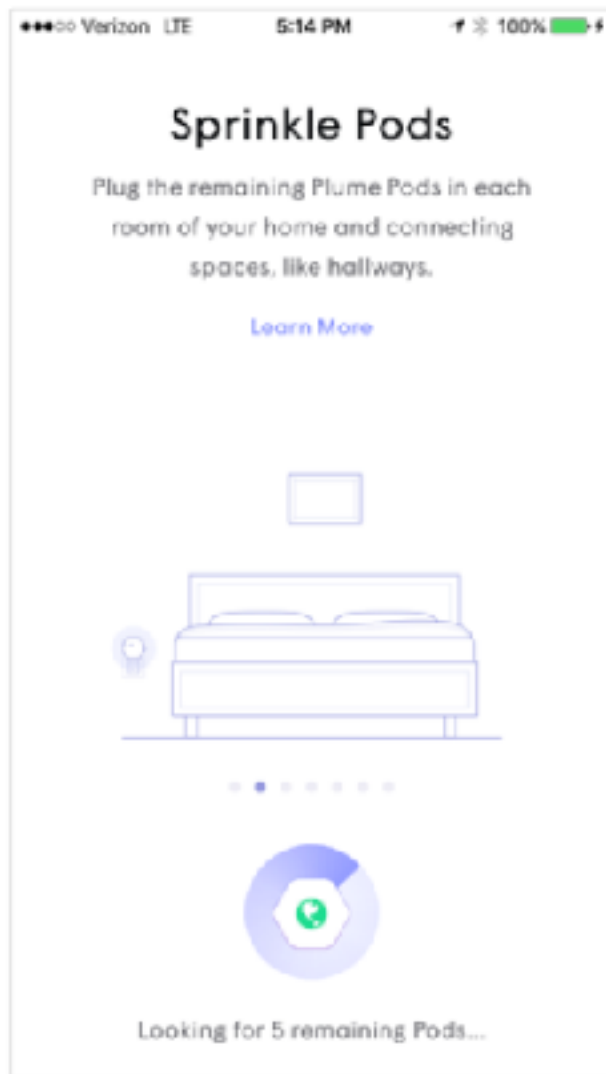 Verizon LTE 5:14 PM 100%
Sprinkle Pods
Plug the remaining Plume Pods in each
room of your home and connecting
spaces, like hallways.
Learn More
Looking for 5 remaining Pods...